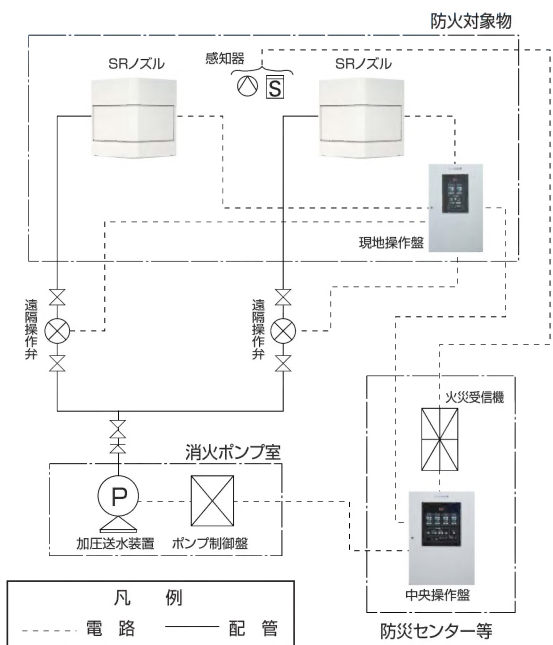 防火対象物
SRノズル
感知器
SRノズル
S
現地操作盤
遠隔操作弁
遠隔操作弁
火災受信機
消火ポンプ室
P
加圧送水装置
ポンプ制御盤
中央操作盤
防災センター等
凡 例
電 路 配 管